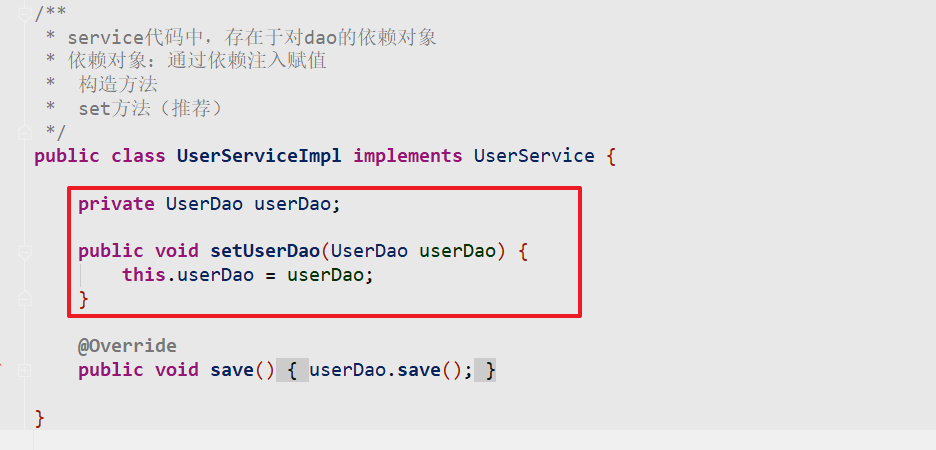 /**
 * service代码中，存在于对dao的依赖对象
 * 依赖对象：通过依赖注入赋值
 *  构造方法
 *  set方法（推荐）
 */
public class UserServiceImpl implements UserService {
    private UserDao userDao;
    public void setUserDao(UserDao userDao) {
        this.userDao = userDao;
    }
    @Override
    public void save() { userDao.save(); }
}